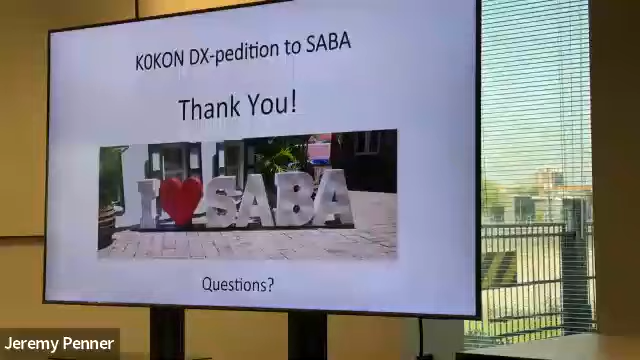 K0KON DX-pedition to SABA
Thank You!
I SABA
Questions?
Jeremy Penner